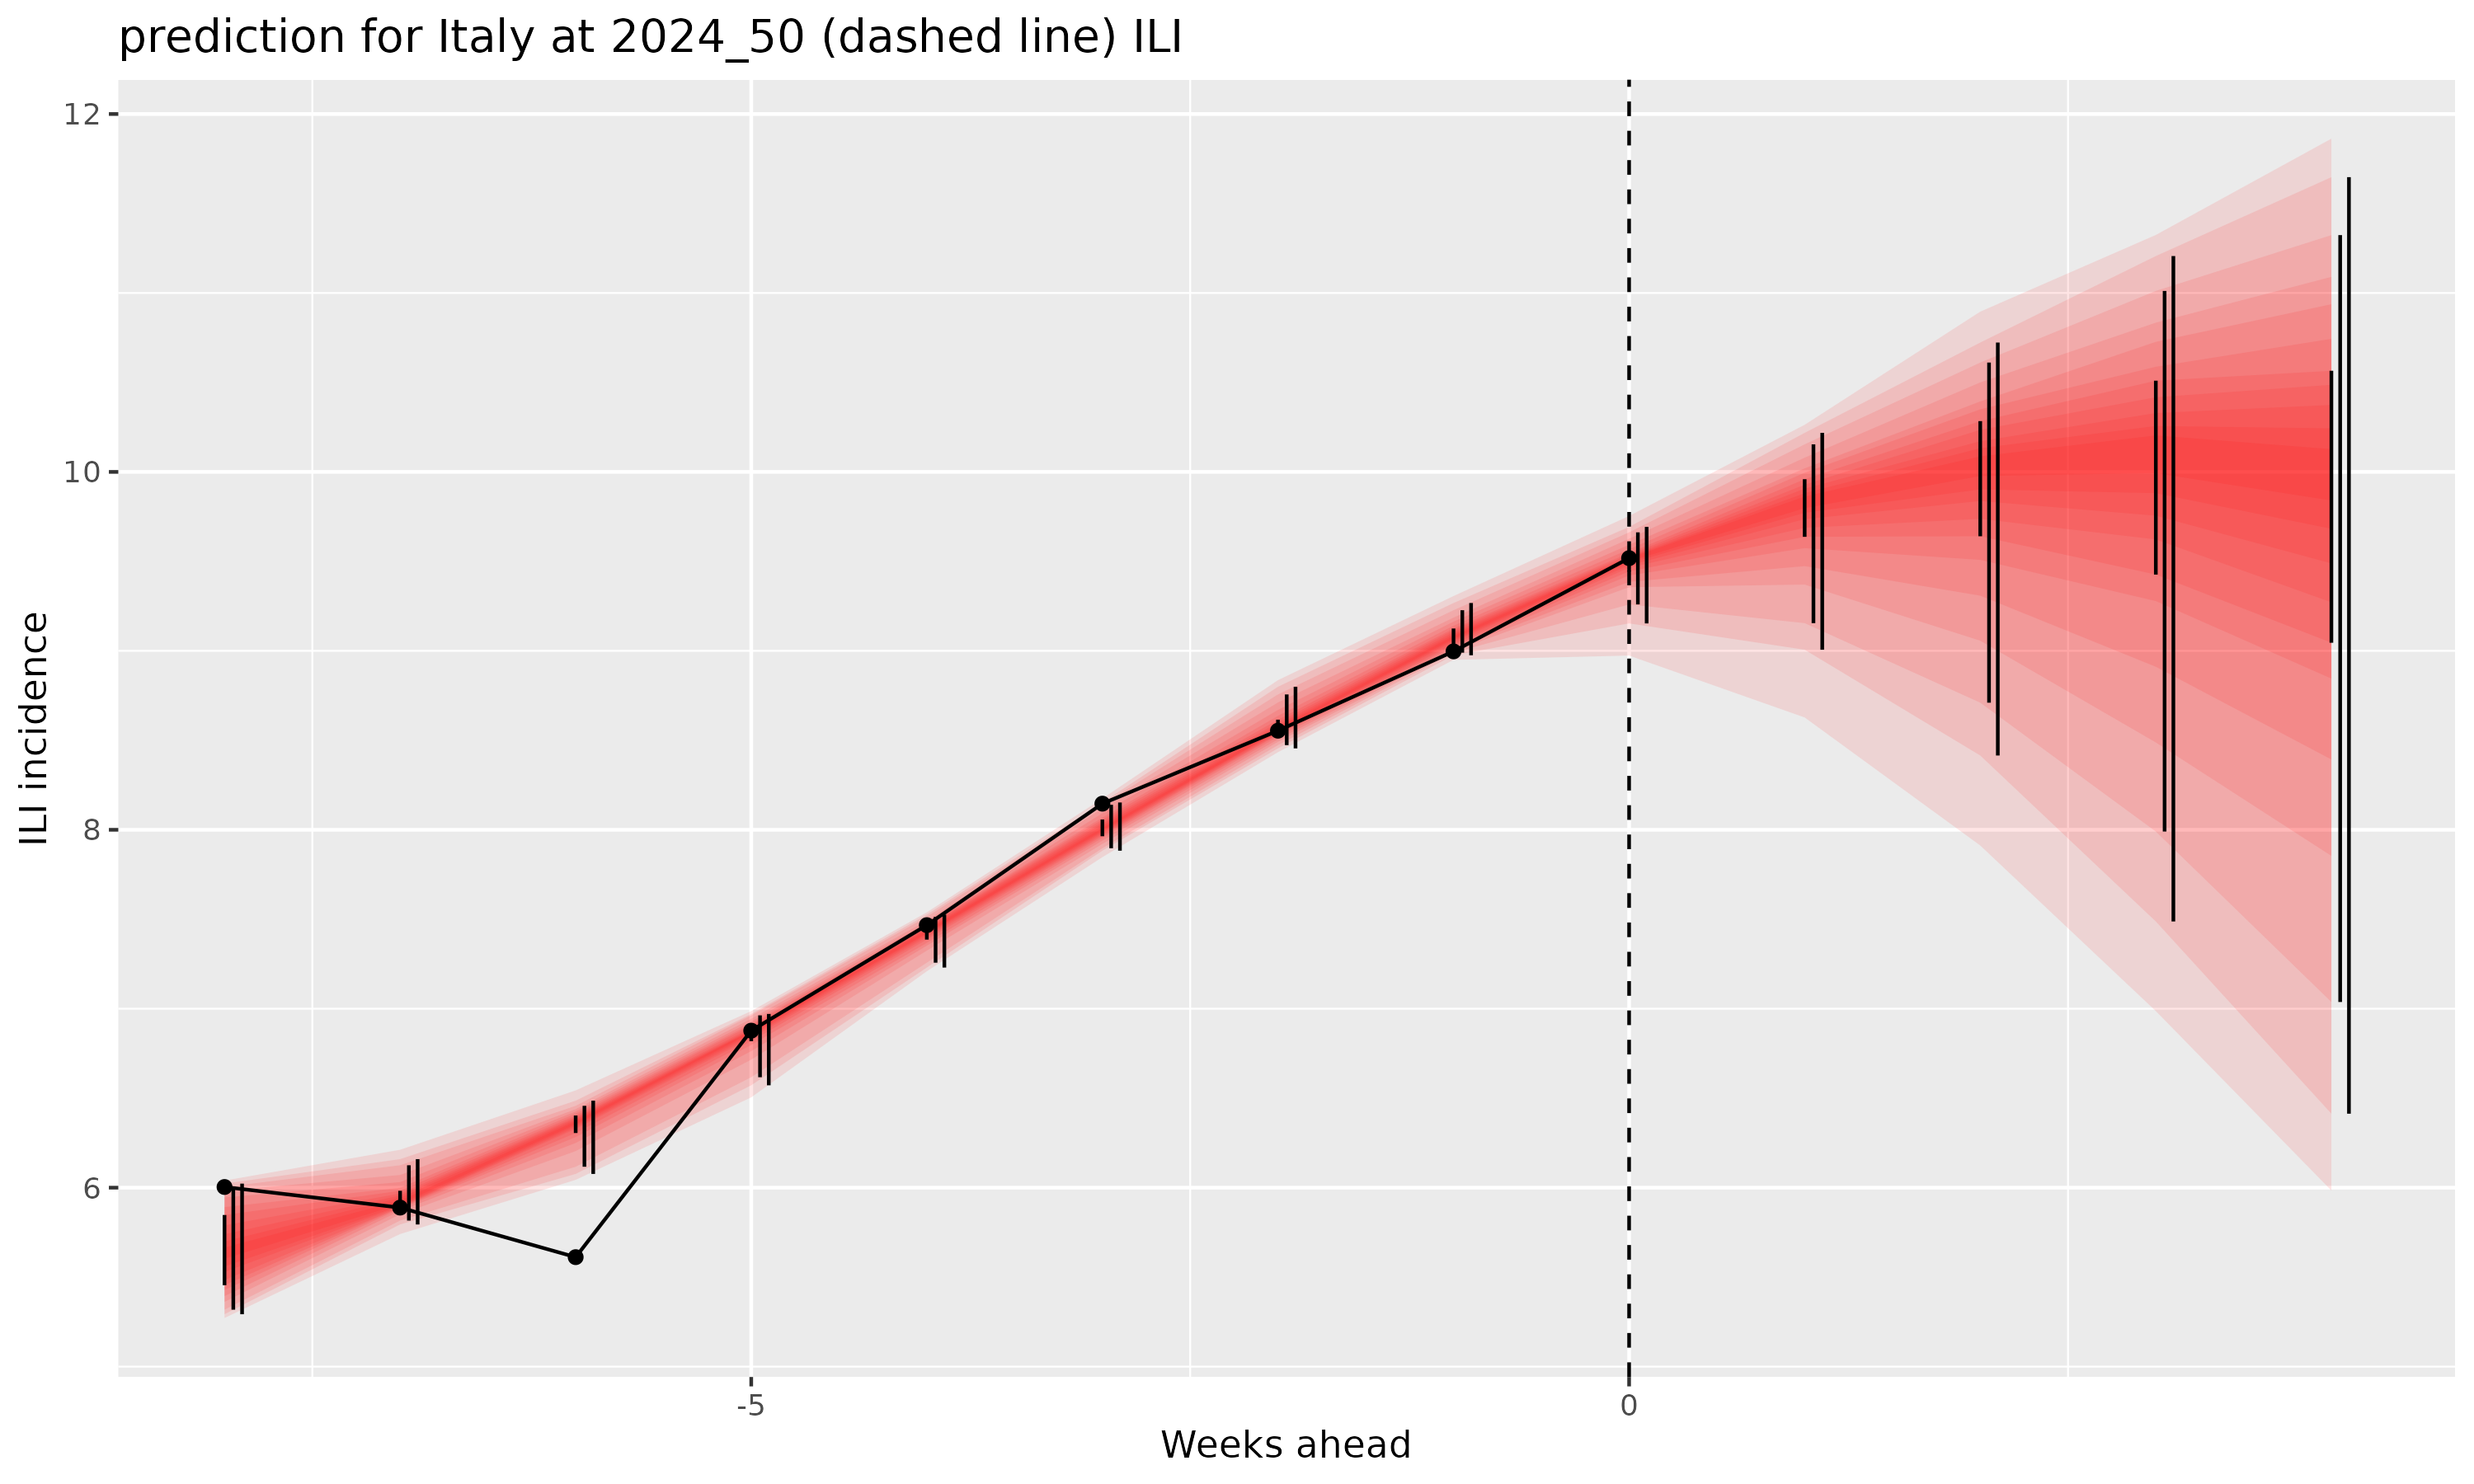 prediction for Italy at 2024_50 (dashed line) ILI
12
10
8
6
ILI incidence
-5
0
Weeks ahead